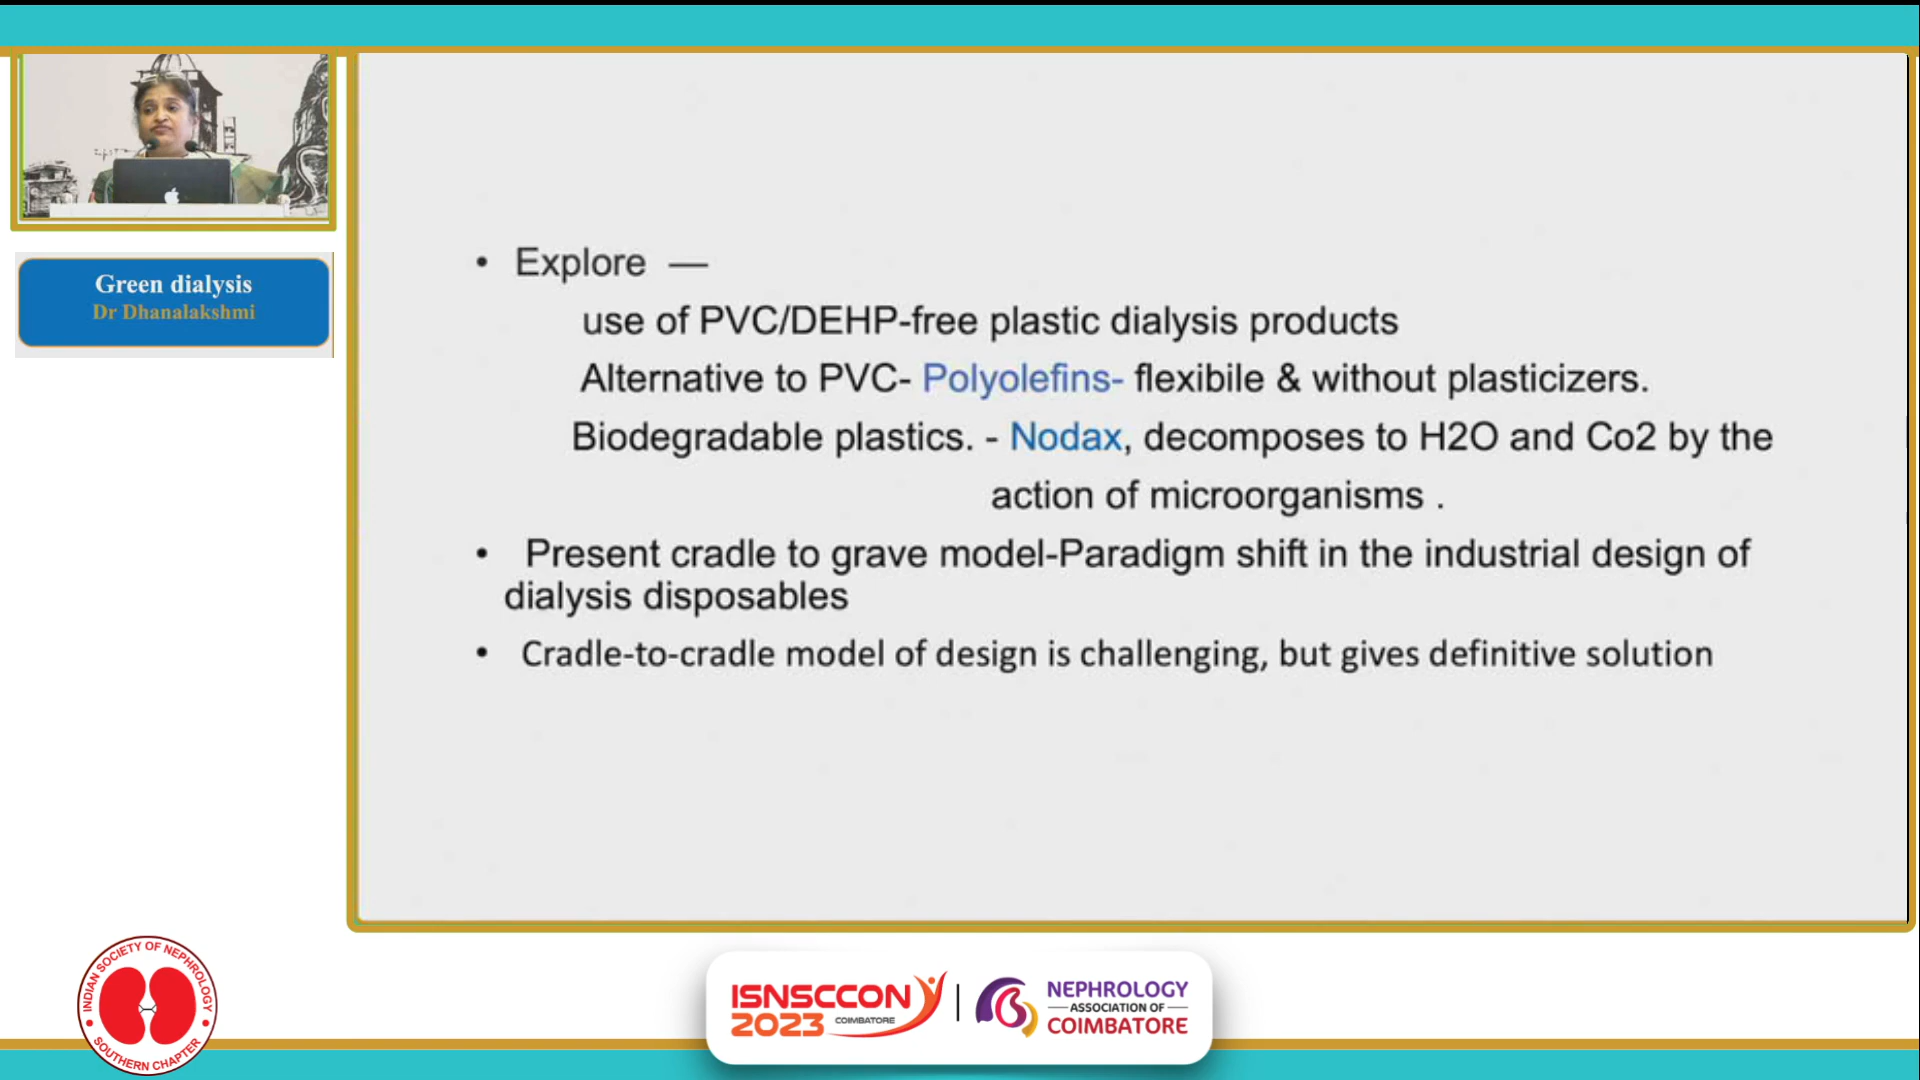 Green dialysis
Dr Dhanalakshmi
• Explore —
use of PVC/DEHP-free plastic dialysis products
Alternative to PVC- Polyolefins- flexibile & without plasticizers.
Biodegradable plastics. - Nodax, decomposes to H2O and Co2 by the
action of microorganisms .
• Present cradle to grave model-Paradigm shift in the industrial design of
dialysis disposables
• Cradle-to-cradle model of design is challenging, but gives definitive solution
INDIAN SOCIETY OF NEPHROLOGY
SOUTHERN CHAPTER
ISNSCCON
2023 COIMBATORE
NEPHROLOGY
ASSOCIATION OF
COIMBATORE